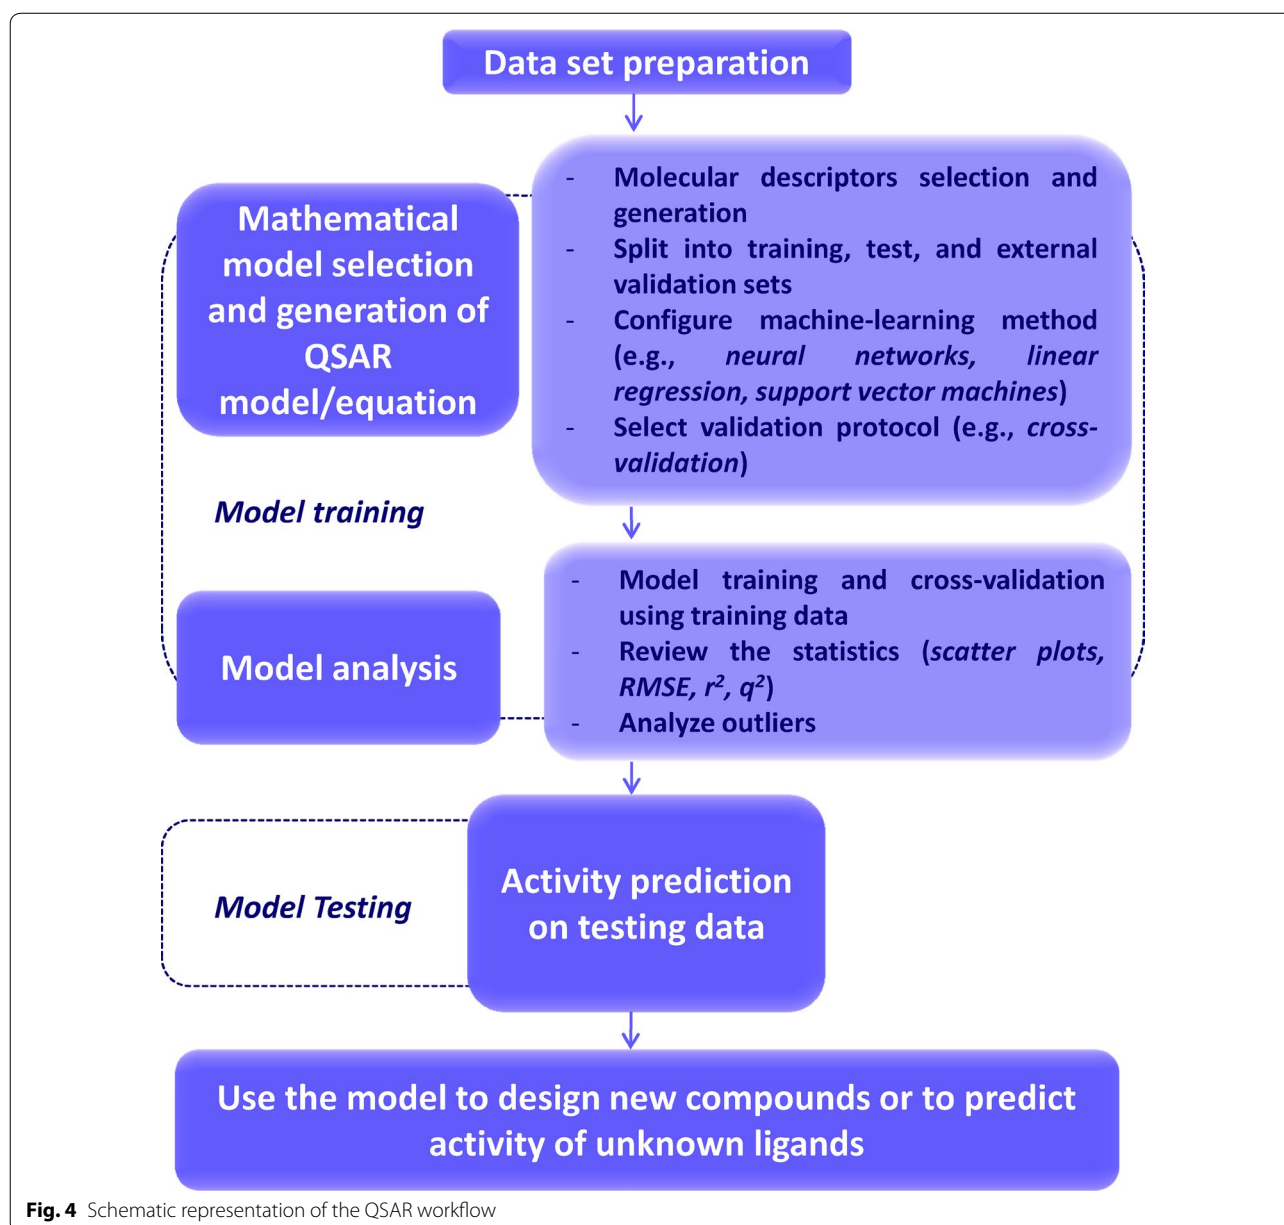 Data set preparation
Mathematical
model selection
and generation of
QSAR
model/equation
- Molecular descriptors selection and
generation
- Split into training, test, and external
validation sets
- Configure machine-learning method
(e.g., neural networks, linear
regression, support vector machines)
- Select validation protocol (e.g., cross-
validation)
Model training
Model analysis
- Model training and cross-validation
using training data
- Review the statistics (scatter plots,
RMSE, r², q²)
- Analyze outliers
Model Testing
Activity prediction
on testing data
Use the model to design new compounds or to predict
activity of unknown ligands
Fig. 4 Schematic representation of the QSAR workflow